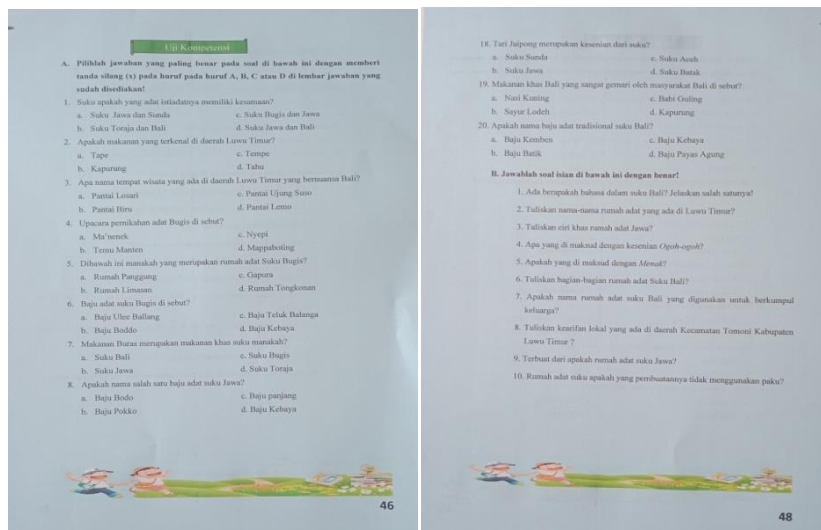 Uji Kompetensi
A. Pilihlah jawaban yang paling benar pada soal di bawah ini dengan memberi
tanda silang (x) pada huruf pada huruf A, B, C atau D di lembar jawaban yang
sudah disediakan!
1. Suku apakah yang adat istiadatnya memiliki kesamaan?
a. Suku Jawa dan Sunda
c. Suku Bugis dan Jawa
b. Suku Toraja dan Bali
d. Suku Jawa dan Bali
2. Apakah makanan yang terkenal di daerah Luwu Timur?
a. Tape
c. Tempe
b. Kapurung
d. Tahu
3. Apa nama tempat wisata yang ada di daerah Luwu Timur yang bernuansa Bali?
a. Pantai Losari
c. Pantai Ujung Suso
b. Pantai Biru
d. Pantai Lemo
4. Upacara pernikahan adat Bugis di sebut?
a. Ma'nenek
c. Nyepi
b. Temu Manten
d. Mappabotting
5. Dibawah ini manakah yang merupakan rumah adat Suku Bugis?
a. Rumah Panggung
c. Gapura
b. Rumah Limasan
d. Rumah Tongkonan
6. Baju adat suku Bugis di sebut?
a. Baju Ulee Ballang
c. Baju Teluk Balanga
b. Baju Boddo
d. Baju Kebaya
7. Makanan Buras merupakan makanan khas suku manakah?
a. Suku Bali
c. Suku Bugis
b. Suku Jawa
d. Suku Toraja
8. Apakah nama salah satu baju adat suku Jawa?
a. Baju Bodo
c. Baju panjang
b. Baju Pokko
d. Baju Kebaya
46
18. Tari Jaipong merupakan kesenian dari suku?
a. Suku Sunda
c. Suku Aceh
b. Suku Jawa
d. Suku Batak
19. Makanan khas Bali yang sangat gemari oleh masyarakat Bali di sebut?
a. Nasi Kuning
c. Babi Guling
b. Sayur Lodeh
d. Kapurung
20. Apakah nama baju adat tradisional suku Bali?
a. Baju Kemben
c. Baju Kebaya
b. Baju Batik
d. Baju Payas Agung
B. Jawablah soal isian di bawah ini dengan benar!
1. Ada berapakah bahasa dalam suku Bali? Jelaskan salah satunya!
2. Tuliskan nama-nama rumah adat yang ada di Luwu Timur?
3. Tuliskan ciri khas rumah adat Jawa?
4. Apa yang di maksud dengan kesenian Ogoh-ogoh?
5. Apakah yang di maksud dengan
6. Tuliskan bagian-bagian rumah adat Suku Bali?
7. Apakah nama rumah adat suku Bali yang digunakan untuk berkumpul
keluarga?
8. Tuliskan kearifan lokal yang ada di daerah Kecamatan Tomoni Kabupaten
Luwu Timur ?
9. Terbuat dari apakah rumah adat suku Jawa?
10. Rumah adat suku apakah yang pembuatannya tidak menggunakan paku?
48